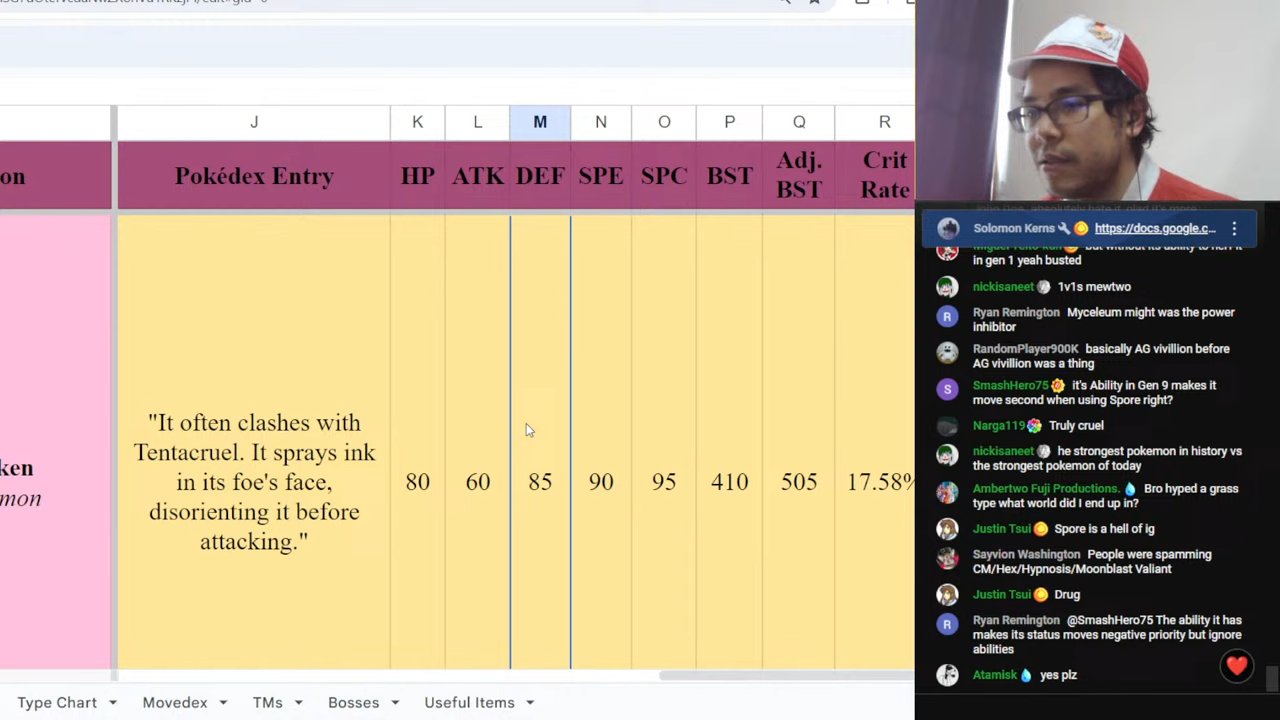 J K L M N O P Q R
on
Pokédex Entry HP ATK DEF SPE SPC BST Adj. BST Crit Rate
"It often clashes with
Tentacruel. It sprays ink
in its foe's face,
disorienting it before
attacking."
ken
mon
80 60 85 90 95 410 505 17.58%
Type Chart Movedex TMs Bosses Useful Items
Solomon Kerns https://docs.google.c...
but without its ability to
in gen 1 yeah busted
nickisaneet 1v1s mewtwo
Ryan Remington Myceleum might was the power
inhibitor
RandomPlayer900K basically AG vivillion before
AG vivillion was a thing
SmashHero75 it's Ability in Gen 9 makes it
move second when using Spore right?
Narga119 Truly cruel
nickisaneet he strongest pokemon in history vs
the strongest pokemon of today
Ambertwo Fuji Productions. Bro hyped a grass
type what world did I end up in?
Justin Tsui Spore is a hell of ig
Sayvion Washington People were spamming
CM/Hex/Hypnosis/Moonblast Valiant
Justin Tsui Drug
Ryan Remington @SmashHero75 The ability it has
makes its status moves negative priority but ignore
abilities
Atamisk yes plz